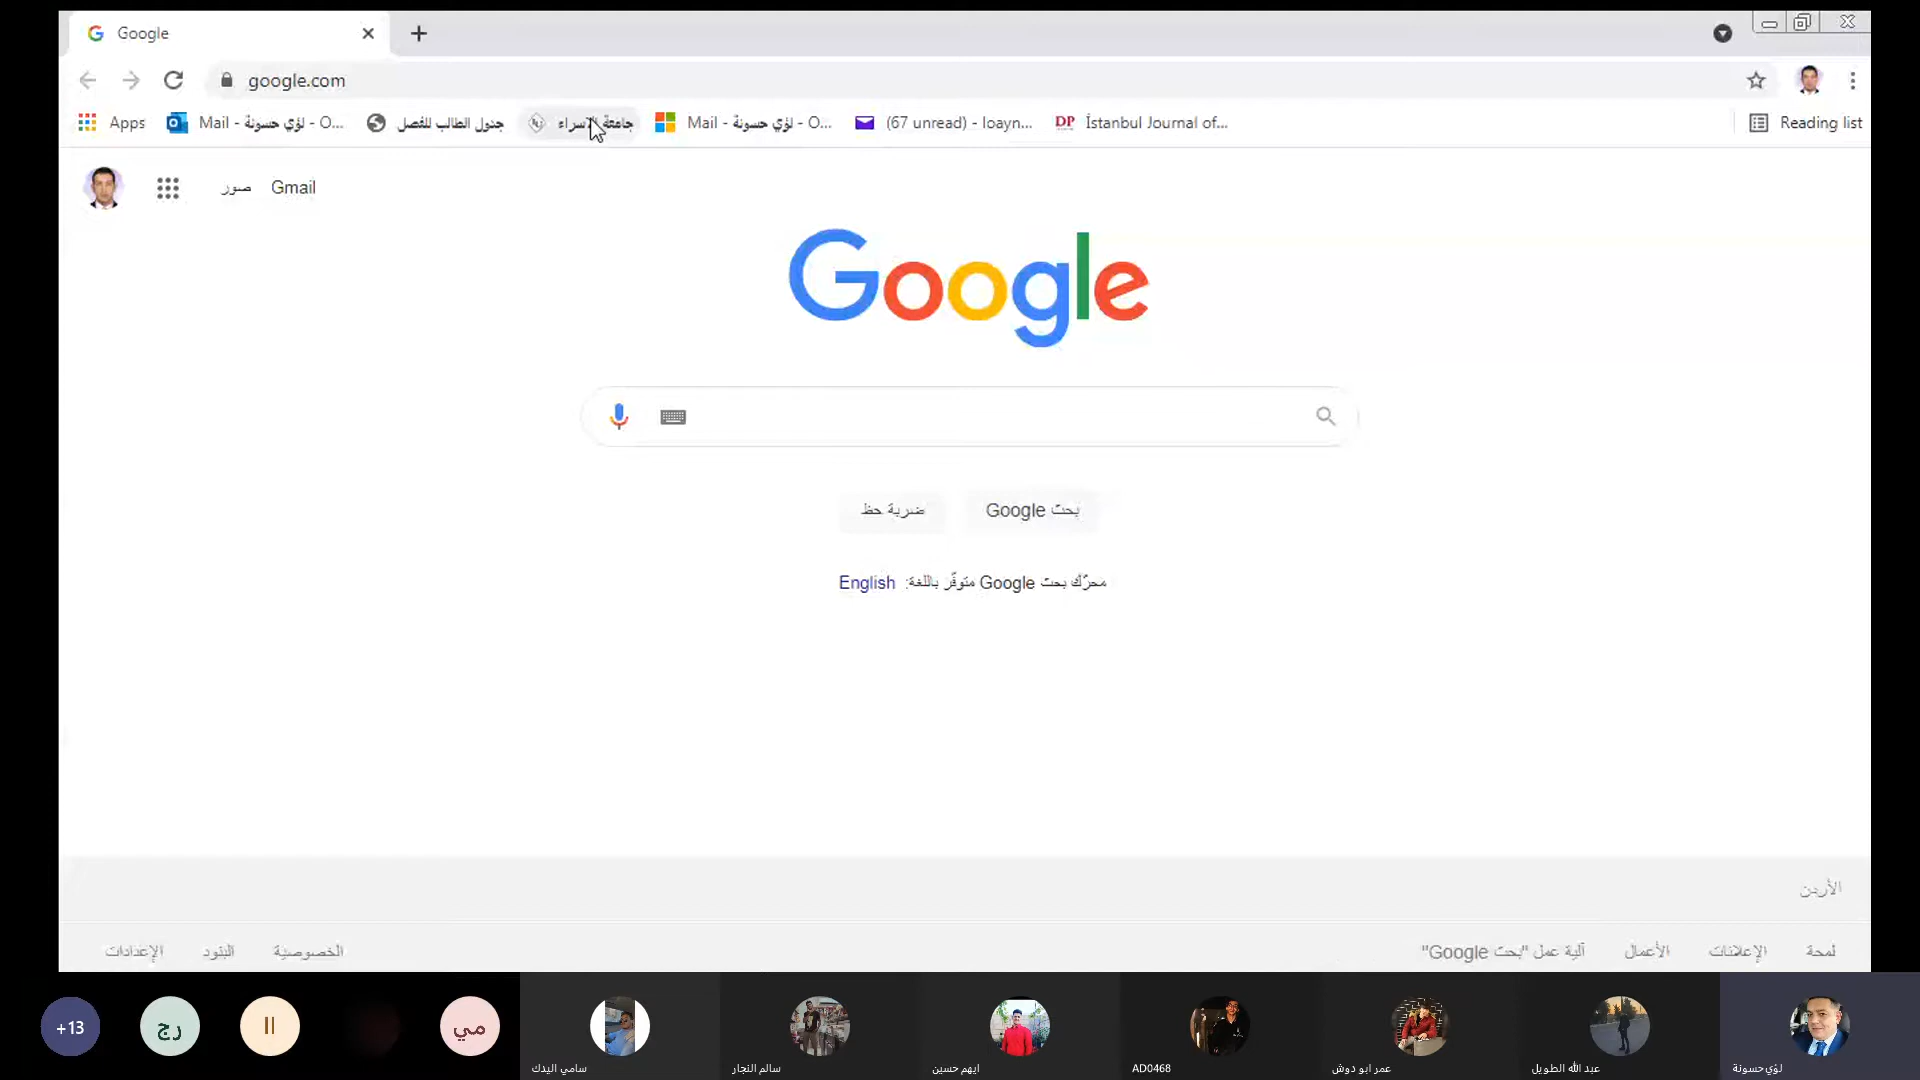 Google
google.com
Apps
Mail - لؤي حسونة - O...
جدول الطالب للفصل
جامعة الاسراء
Mail - لؤي حسونة - O...
(67 unread) - loayn...
DP İstanbul Journal of...
Reading list
صور
Gmail
Google
بحث Google
ضربة حظ
محرّك بحث Google متوفّر باللغة: English
الأردن
لمحة
الإعلانات
الأعمال
آلية عمل "بحث Google"
الخصوصية
البنود
الإعدادات
+13
رج
مي
سامي اليدك
سالم النجار
ايهم حسين
AD0468
عمر ابو دوش
عبد الله الطويل
لؤي حسونة